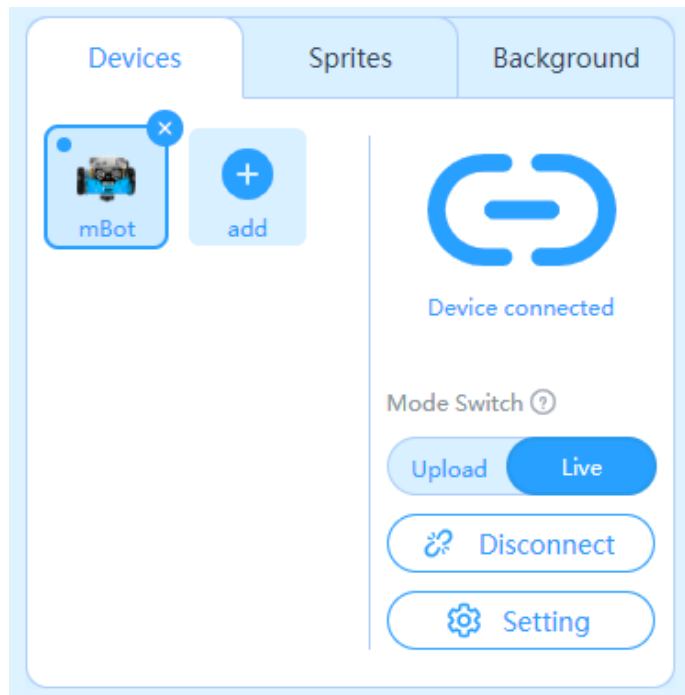 Devices Sprites Background
mBot add
Device connected
Mode Switch ?
Upload Live
Disconnect
Setting